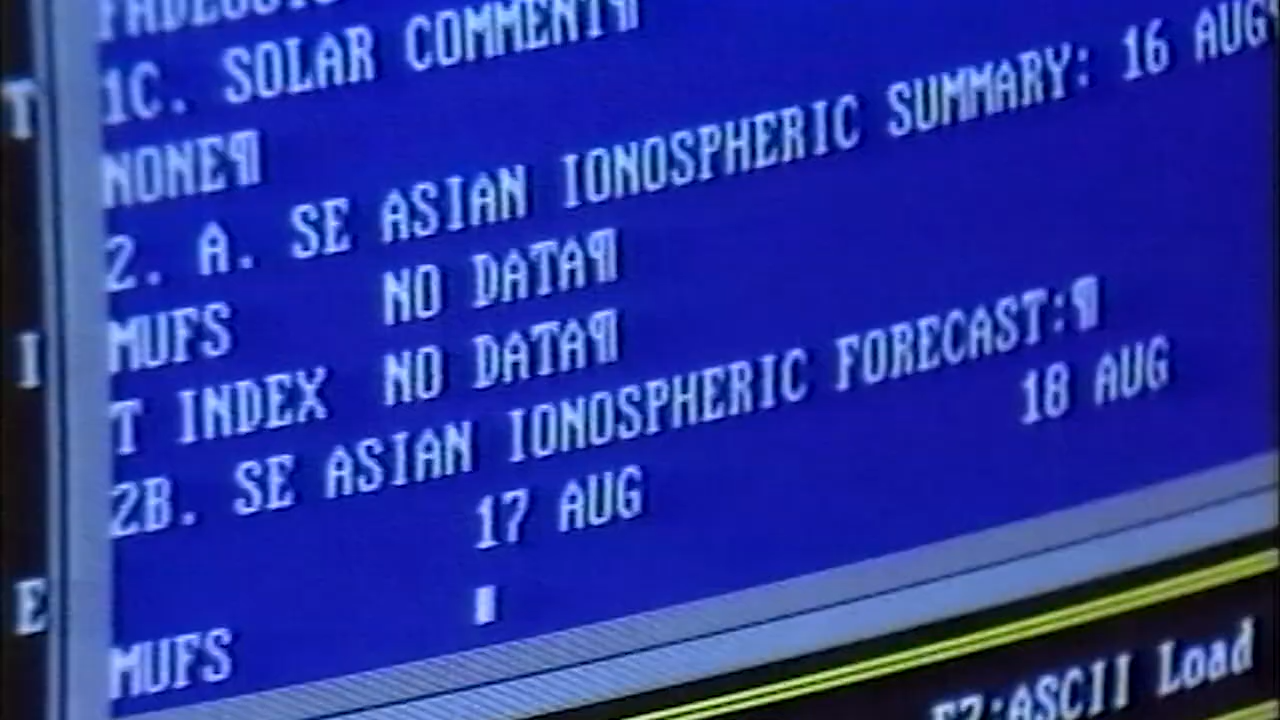 1C. SOLAR COMMENT¶
NONE¶
2. A. SE ASIAN IONOSPHERIC SUMMARY: 16 AUG¶
MUFS NO DATA¶
T INDEX NO DATA¶
2B. SE ASIAN IONOSPHERIC FORECAST:¶
17 AUG 18 AUG
MUFS
T
I
E
F7:ASCII Load